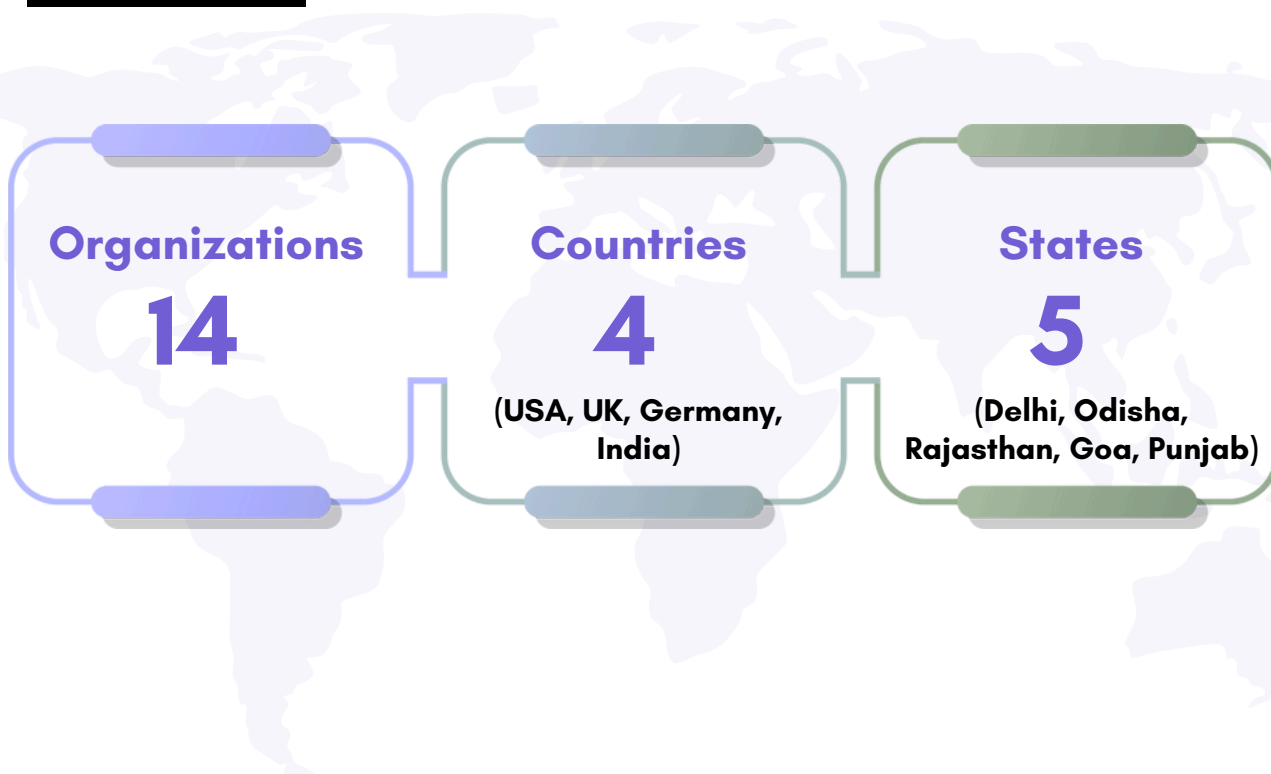 Organizations
14
Countries
4
(USA, UK, Germany,
India)
States
5
(Delhi, Odisha,
Rajasthan, Goa, Punjab)